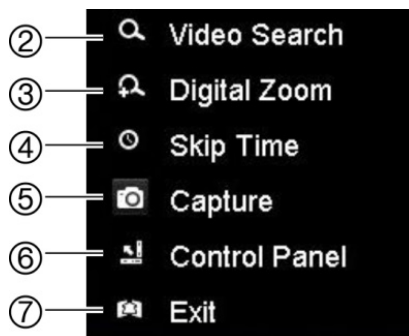 ② Video Search
③ Digital Zoom
④ Skip Time
⑤ Capture
⑥ Control Panel
⑦ Exit